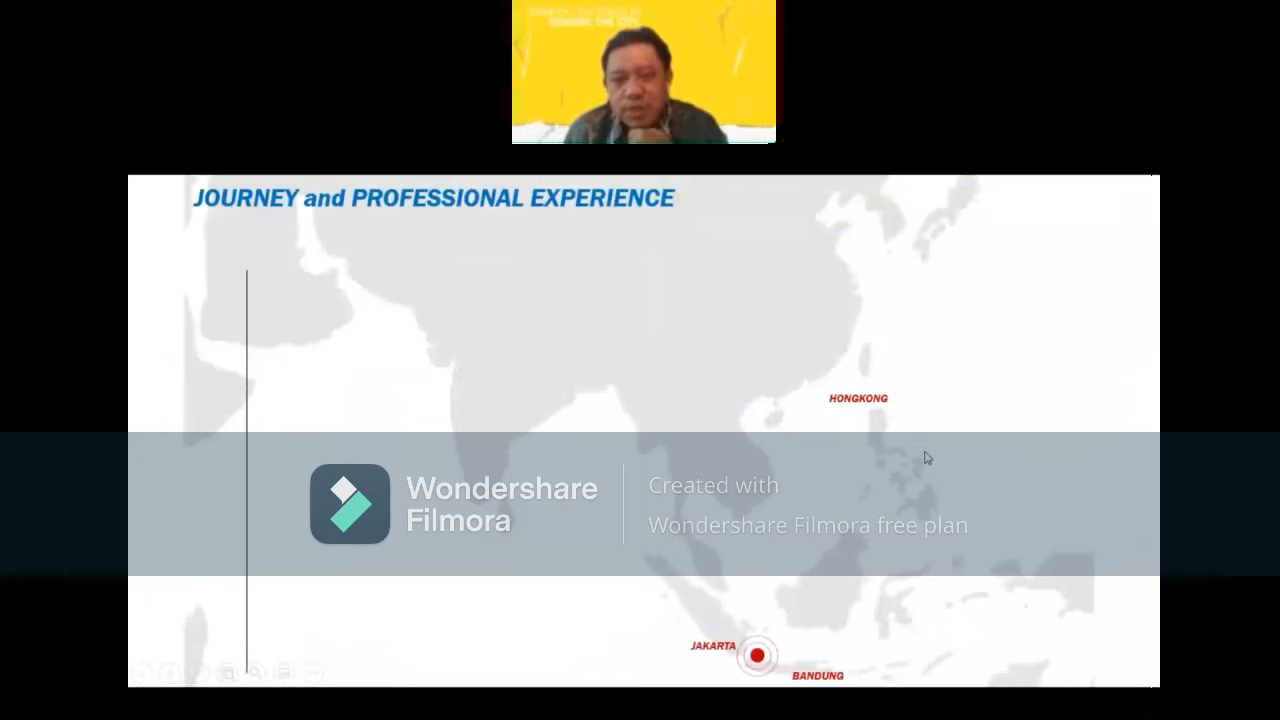 JOURNEY and PROFESSIONAL EXPERIENCE
HONGKONG
Wondershare
Filmora
Created with
Wondershare Filmora free plan
JAKARTA
BANDUNG